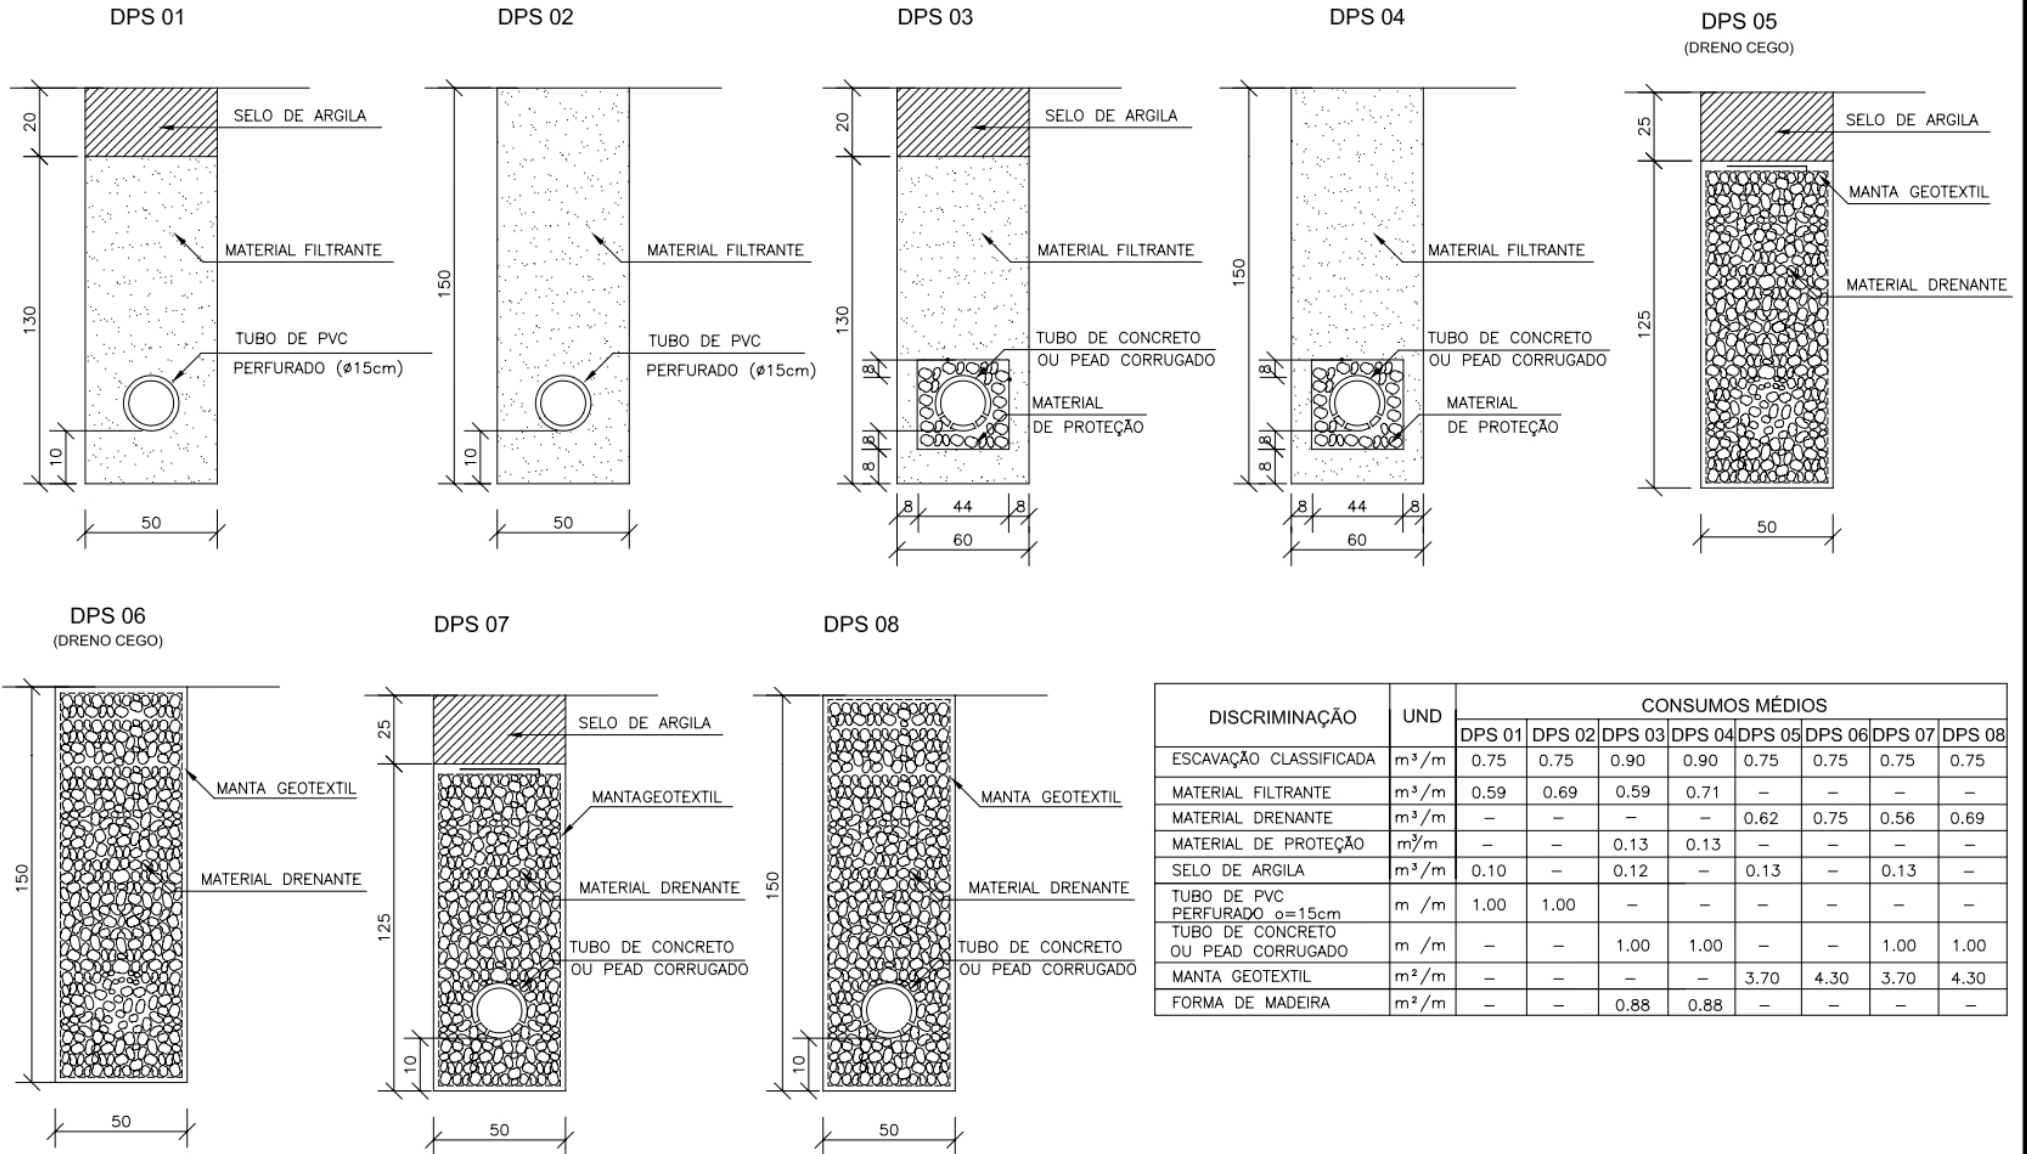 DPS 01
20
130
10
50
SELO DE ARGILA
MATERIAL FILTRANTE
TUBO DE PVC
PERFURADO (ø15cm)
DPS 02
150
10
50
MATERIAL FILTRANTE
TUBO DE PVC
PERFURADO (ø15cm)
DPS 03
20
130
8
8
8
8 44 8
60
SELO DE ARGILA
MATERIAL FILTRANTE
TUBO DE CONCRETO
OU PEAD CORRUGADO
MATERIAL
DE PROTEÇÃO
DPS 04
150
8
8
8
8 44 8
60
MATERIAL FILTRANTE
TUBO DE CONCRETO
OU PEAD CORRUGADO
MATERIAL
DE PROTEÇÃO
DPS 05
(DRENO CEGO)
25
125
50
SELO DE ARGILA
MANTA GEOTEXTIL
MATERIAL DRENANTE
DPS 06
(DRENO CEGO)
150
50
MANTA GEOTEXTIL
MATERIAL DRENANTE
DPS 07
25
125
10
50
SELO DE ARGILA
MANTAGEOTEXTIL
MATERIAL DRENANTE
TUBO DE CONCRETO
OU PEAD CORRUGADO
DPS 08
150
10
50
MANTA GEOTEXTIL
MATERIAL DRENANTE
TUBO DE CONCRETO
OU PEAD CORRUGADO
DISCRIMINAÇÃO UND CONSUMOS MÉDIOS
DPS 01 DPS 02 DPS 03 DPS 04 DPS 05 DPS 06 DPS 07 DPS 08
ESCAVAÇÃO CLASSIFICADA m³/m 0.75 0.75 0.90 0.90 0.75 0.75 0.75 0.75
MATERIAL FILTRANTE m³/m 0.59 0.69 0.59 0.71 – – – –
MATERIAL DRENANTE m³/m – – – – 0.62 0.75 0.56 0.69
MATERIAL DE PROTEÇÃO m³/m – – 0.13 0.13 – – – –
SELO DE ARGILA m³/m 0.10 – 0.12 – 0.13 – 0.13 –
TUBO DE PVC
PERFURADO o=15cm m /m 1.00 1.00 – – – – – –
TUBO DE CONCRETO
OU PEAD CORRUGADO m /m – – 1.00 1.00 – – 1.00 1.00
MANTA GEOTEXTIL m²/m – – – – 3.70 4.30 3.70 4.30
FORMA DE MADEIRA m²/m – – 0.88 0.88 – – – –